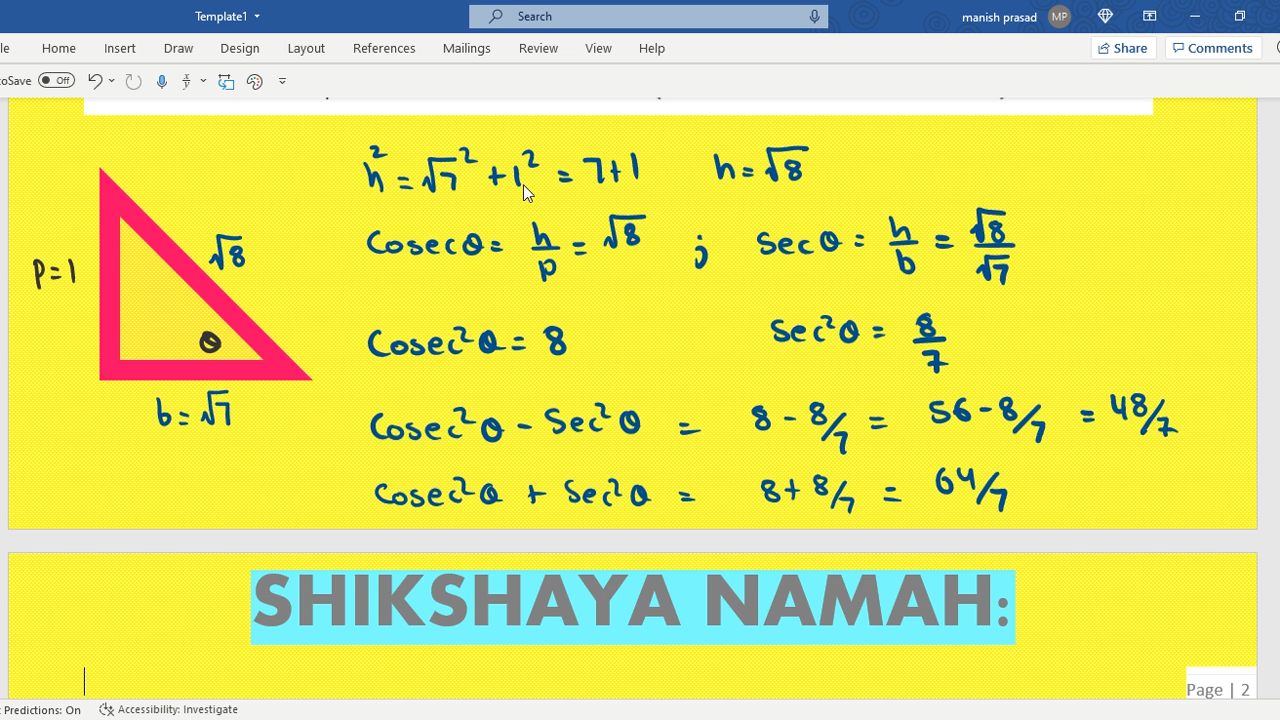 Template1
Search
manish prasad MP
le Home Insert Draw Design Layout References Mailings Review View Help Share Comments
oSave Off
h² = √7² + 1² = 7+1 h = √8
Cosecθ = h/p = √8 ; Secθ = h/b = √8/√7
p=1
√8
θ
b = √7
Cosec²θ = 8 Sec²θ = 8/7
Cosec²θ - Sec²θ = 8 - 8/7 = 56-8/7 = 48/7
Cosec²θ + Sec²θ = 8+8/7 = 64/7
SHIKSHAYA NAMAH:
Page | 2
Predictions: On Accessibility: Investigate